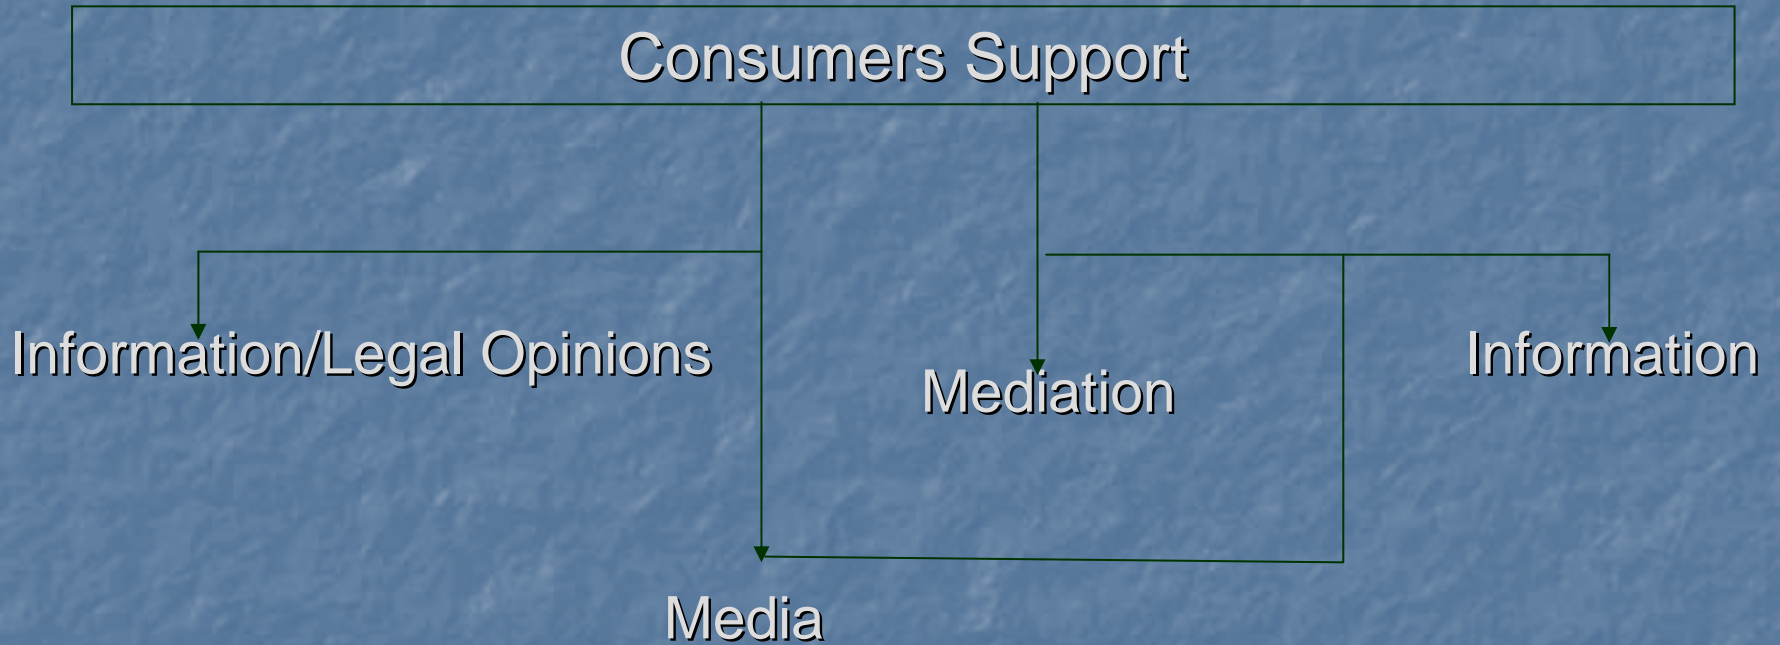 Consumers Support
Information/Legal Opinions
Mediation
Information
Media